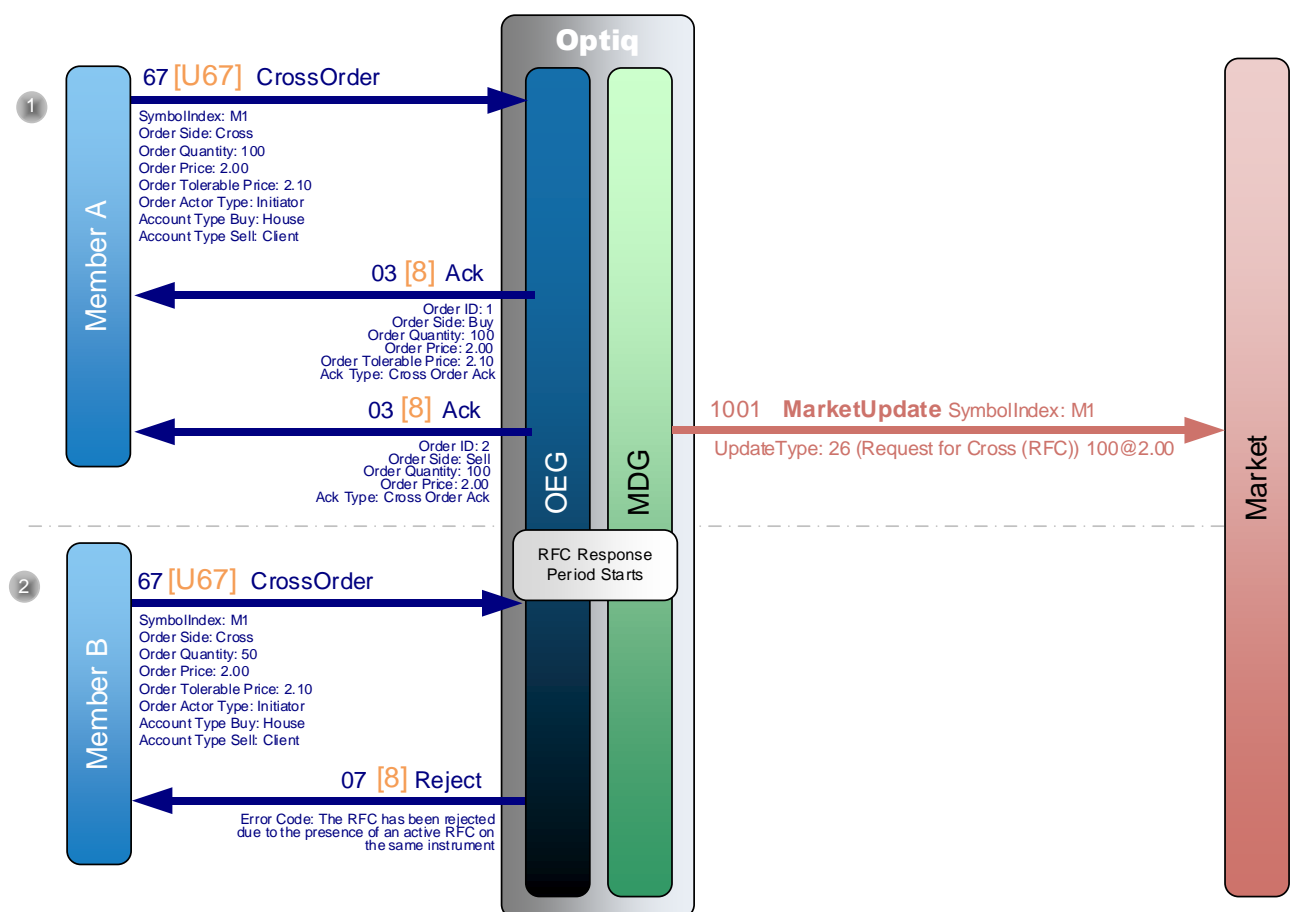 Optiq
1
67 [U67] CrossOrder
SymbolIndex: M1
Order Side: Cross
Order Quantity: 100
Order Price: 2.00
Order Tolerable Price: 2.10
Order Actor Type: Initiator
Account Type Buy: House
Account Type Sell: Client
Member A
03 [8] Ack
Order ID: 1
Order Side: Buy
Order Quantity: 100
Order Price: 2.00
Order Tolerable Price: 2.10
Ack Type: Cross Order Ack
03 [8] Ack
Order ID: 2
Order Side: Sell
Order Quantity: 100
Order Price: 2.00
Ack Type: Cross Order Ack
OEG
MDG
1001 MarketUpdate SymbolIndex: M1
UpdateType: 26 (Request for Cross (RFC)) 100@2.00
Market
RFC Response
Period Starts
2
67 [U67] CrossOrder
SymbolIndex: M1
Order Side: Cross
Order Quantity: 50
Order Price: 2.00
Order Tolerable Price: 2.10
Order Actor Type: Initiator
Account Type Buy: House
Account Type Sell: Client
Member B
07 [8] Reject
Error Code: The RFC has been rejected
due to the presence of an active RFC on
the same instrument